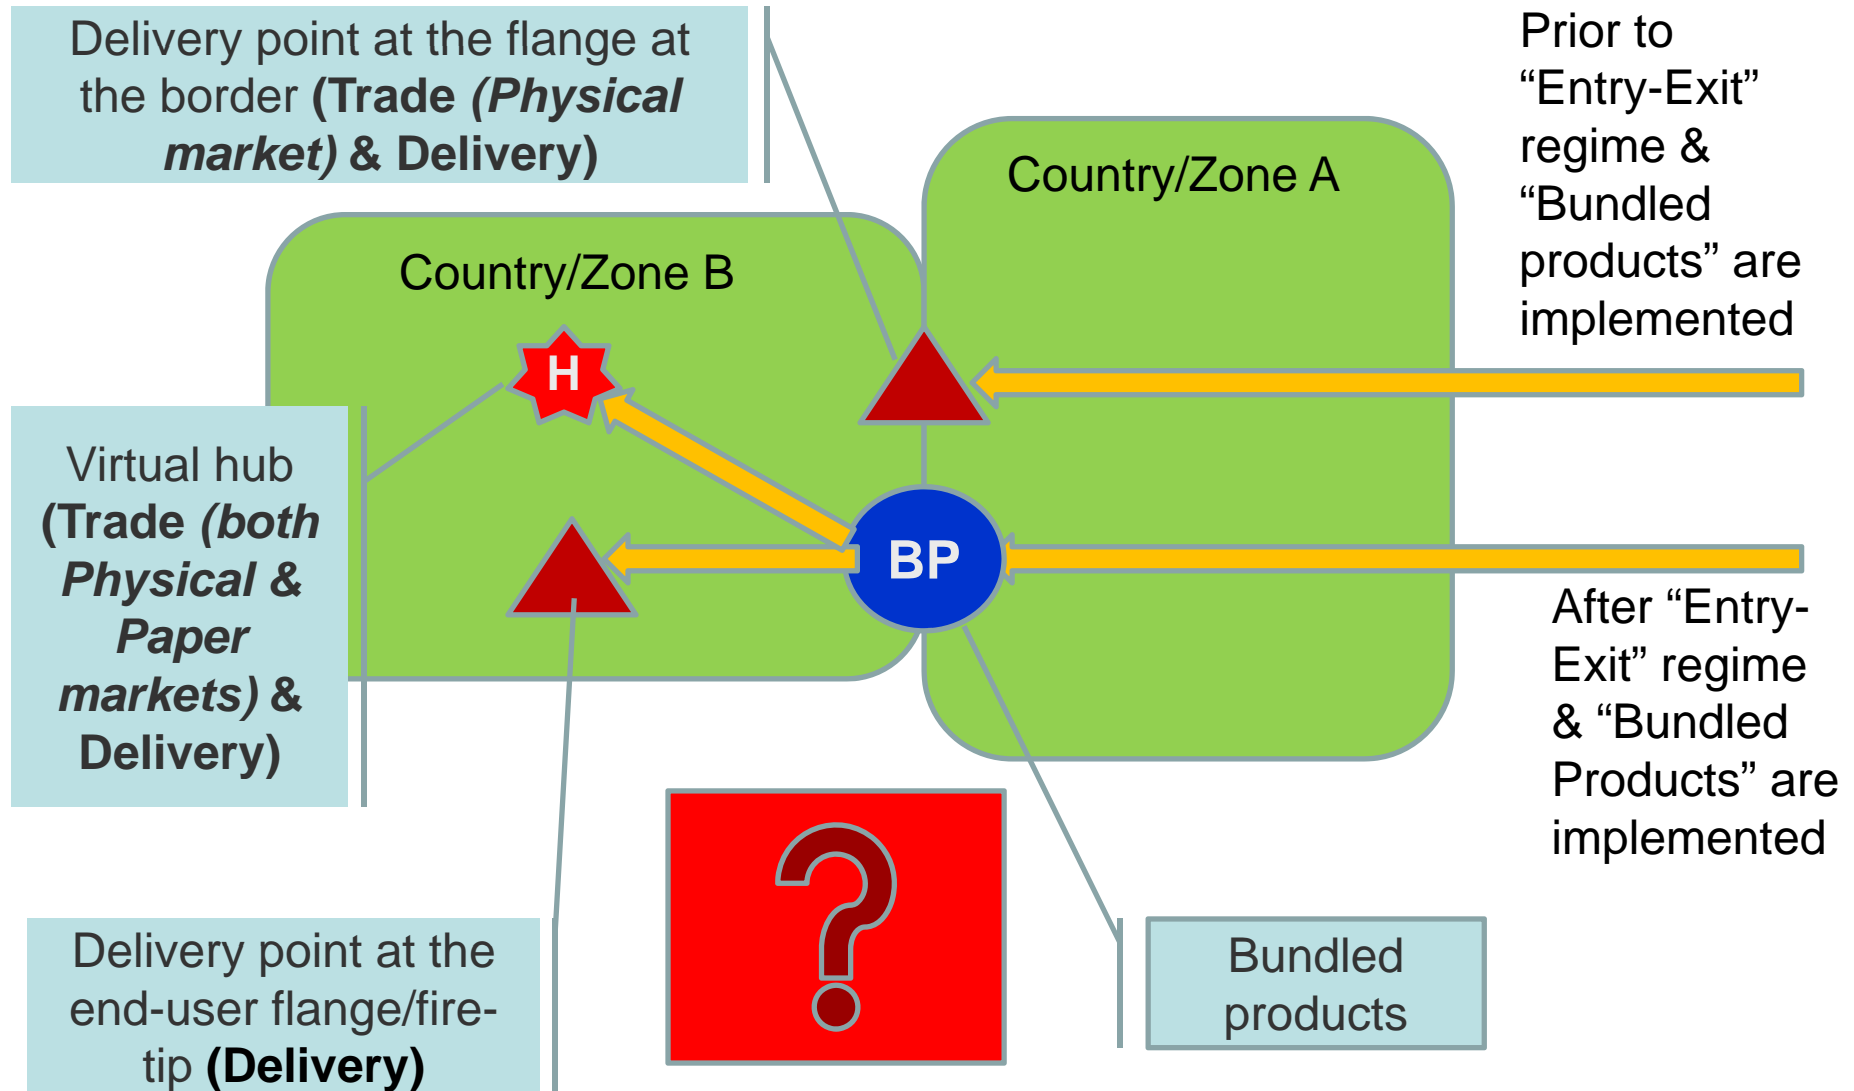 Delivery point at the flange at
the border (Trade (Physical
market) & Delivery)
Prior to
“Entry-Exit”
regime &
“Bundled
products” are
implemented
Country/Zone A
Country/Zone B
H
Virtual hub
(Trade (both
Physical &
Paper
markets) &
Delivery)
BP
After “Entry-
Exit” regime
& “Bundled
Products” are
implemented
?
Delivery point at the
end-user flange/fire-
tip (Delivery)
Bundled
products